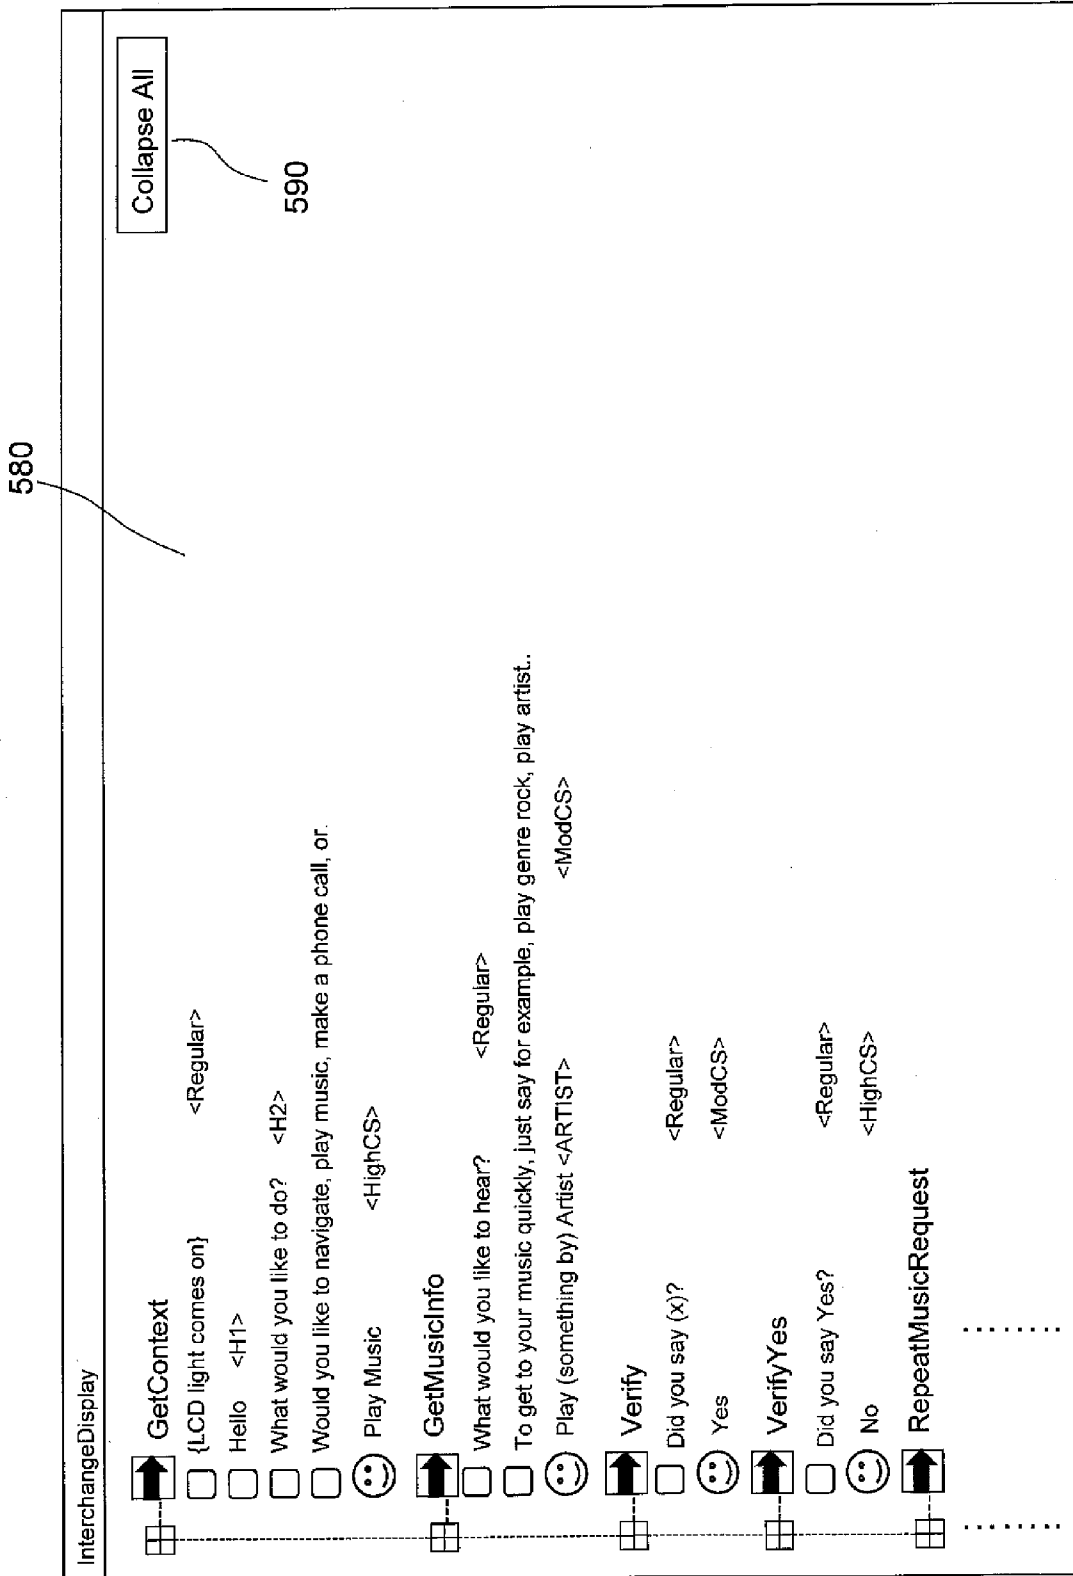 580
InterchangeDisplay
Collapse All
590
GetContext
{LCD light comes on} <Regular>
Hello <H1>
What would you like to do? <H2>
Would you like to navigate, play music, make a phone call, or.
Play Music <HighCS>
GetMusicInfo
What would you like to hear? <Regular>
To get to your music quickly, just say for example, play genre rock, play artist..
Play (something by) Artist <ARTIST> <ModCS>
Verify
Did you say (x)? <Regular>
Yes <ModCS>
VerifyYes
Did you say Yes? <Regular>
No <HighCS>
RepeatMusicRequest